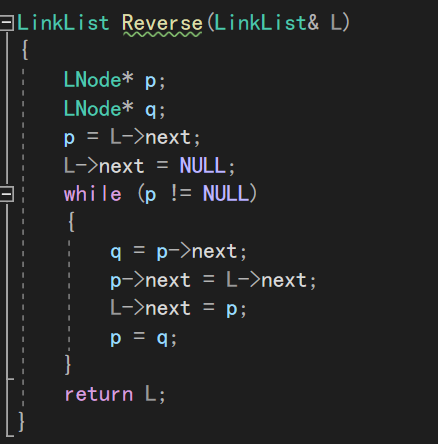 LinkList Reverse(LinkList& L)
{
LNode* p;
LNode* q;
p = L->next;
L->next = NULL;
while (p != NULL)
{
q = p->next;
p->next = L->next;
L->next = p;
p = q;
}
return L;
}